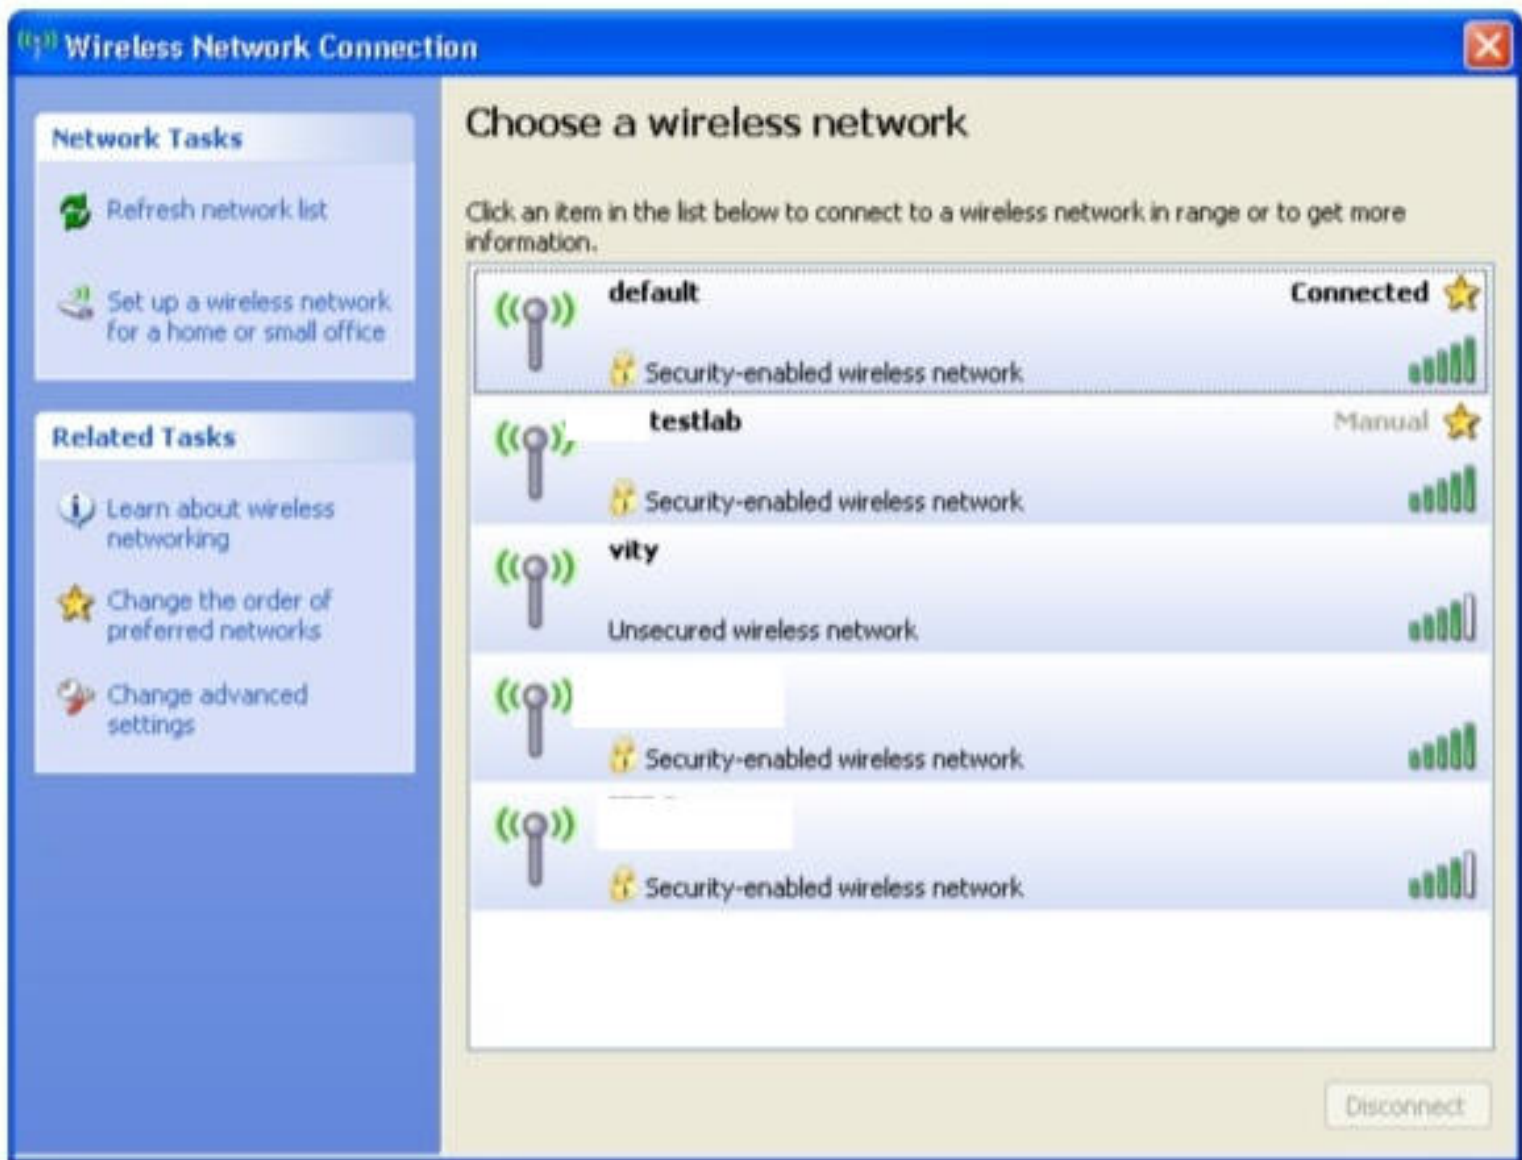 Wireless Network Connection
Network Tasks
Refresh network list
Set up a wireless network
for a home or small office
Related Tasks
Learn about wireless
networking
Change the order of
preferred networks
Change advanced
settings
Choose a wireless network
Click an item in the list below to connect to a wireless network in range or to get more
information.
default Connected
Security-enabled wireless network
testlab Manual
Security-enabled wireless network
vity
Unsecured wireless network
Security-enabled wireless network
Security-enabled wireless network
Disconnect